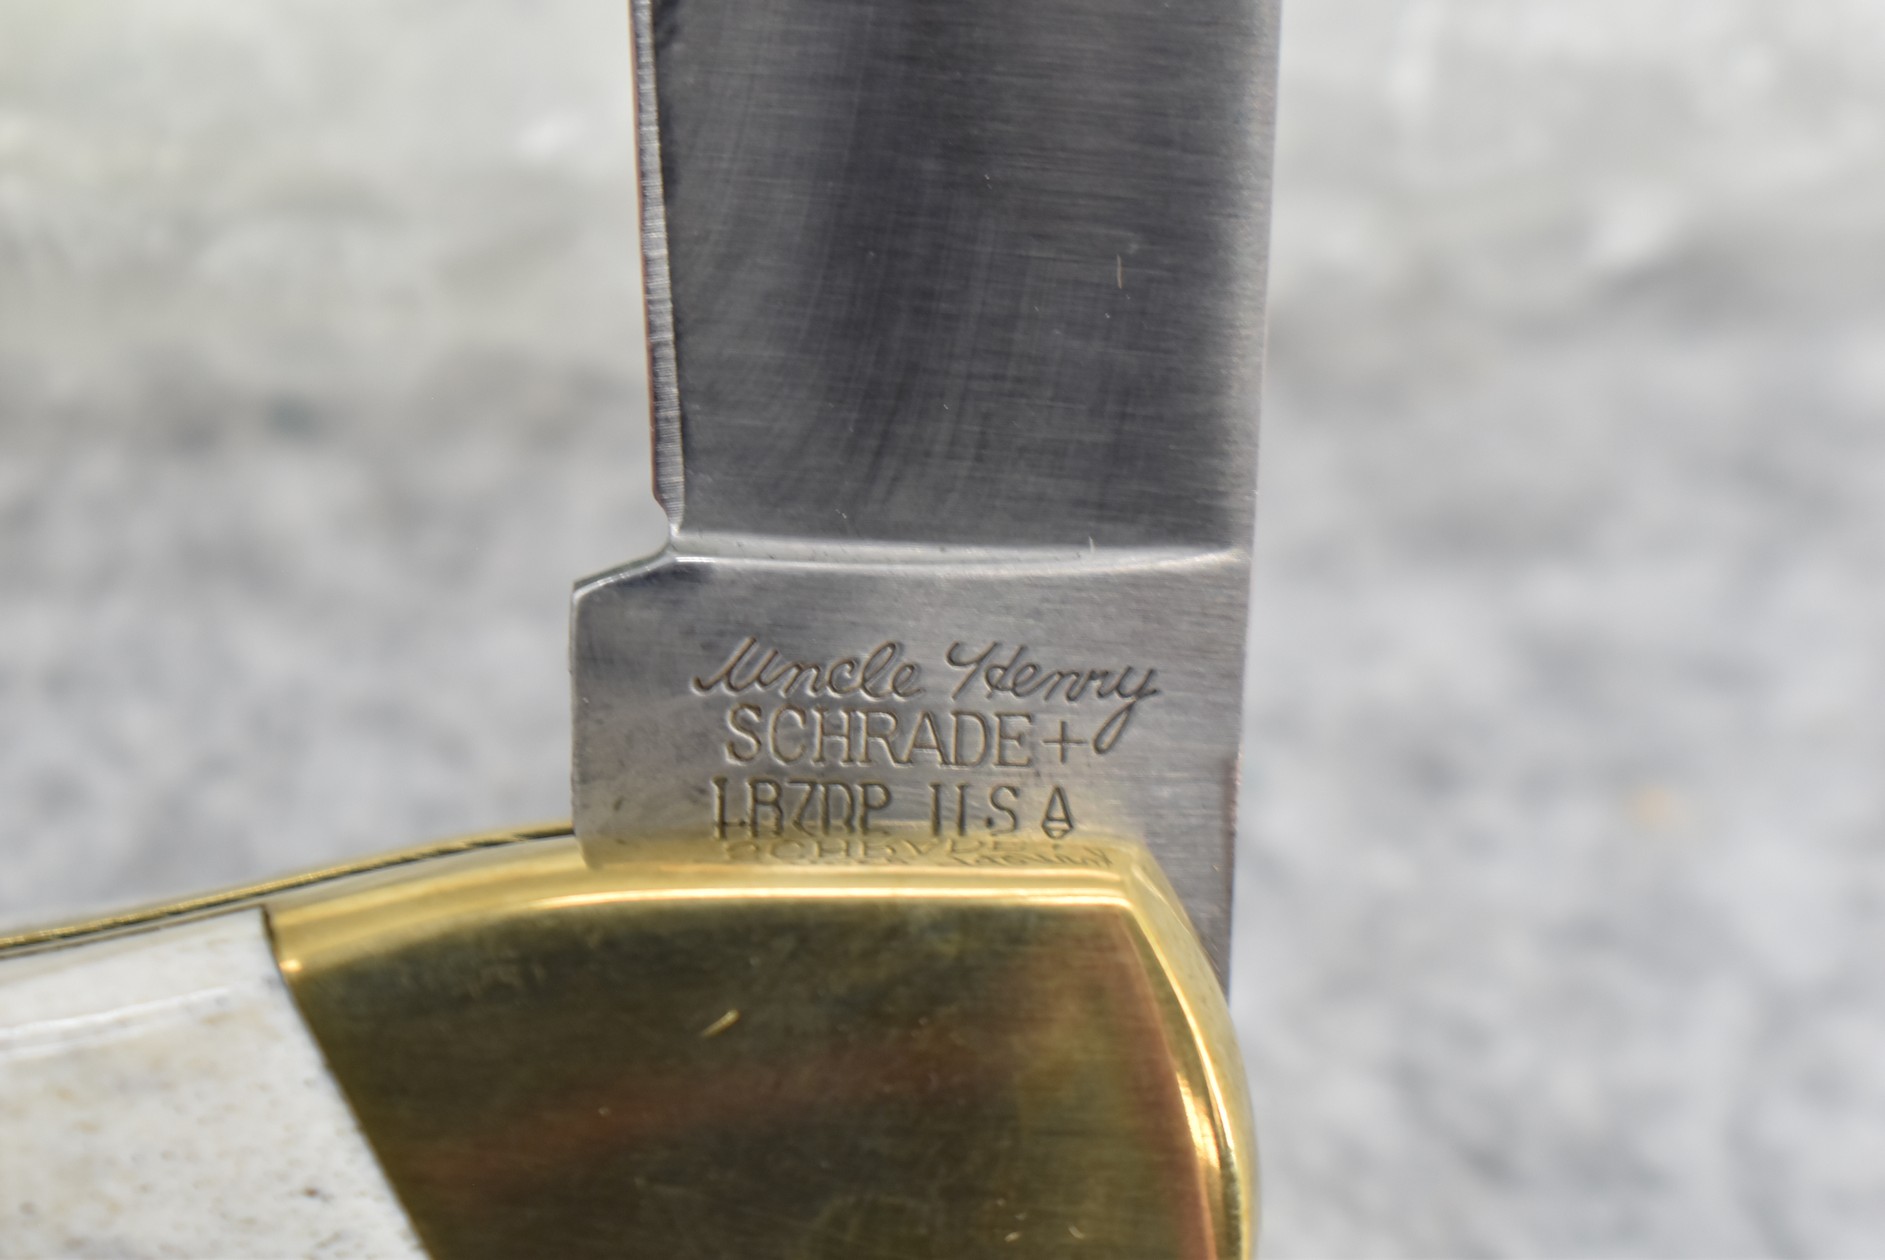 Uncle Henry
SCHRADE+
LB7DP U.S.A